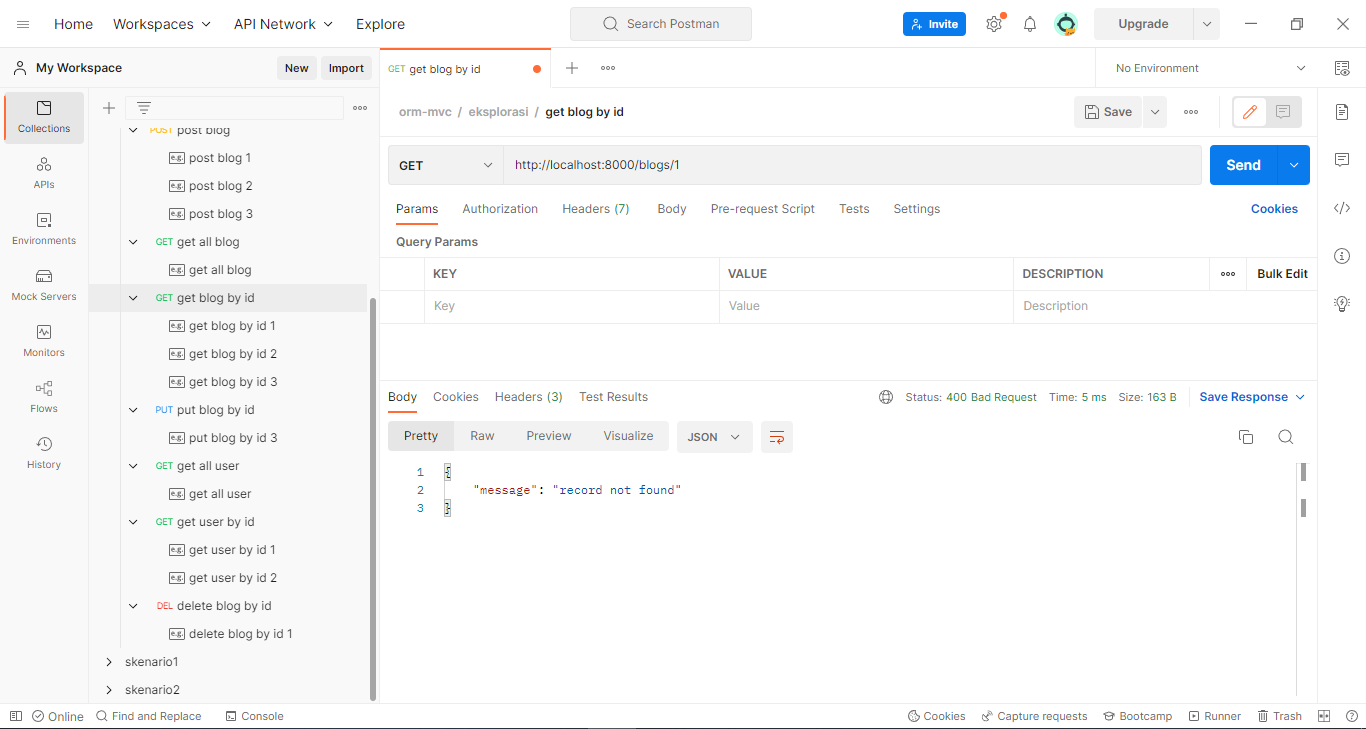 Home Workspaces API Network Explore Search Postman Invite Upgrade
My Workspace New Import GET get blog by id No Environment
Collections
APIs
Environments
Mock Servers
Monitors
Flows
History
POST post blog
e.g. post blog 1
e.g. post blog 2
e.g. post blog 3
GET get all blog
e.g. get all blog
GET get blog by id
e.g. get blog by id 1
e.g. get blog by id 2
e.g. get blog by id 3
PUT put blog by id
e.g. put blog by id 3
GET get all user
e.g. get all user
GET get user by id
e.g. get user by id 1
e.g. get user by id 2
DEL delete blog by id
e.g. delete blog by id 1
skenario1
skenario2
orm-mvc / eksplorasi / get blog by id Save
GET http://localhost:8000/blogs/1 Send
Params Authorization Headers (7) Body Pre-request Script Tests Settings Cookies
Query Params
KEY VALUE DESCRIPTION Bulk Edit
Key Value Description
Body Cookies Headers (3) Test Results Status: 400 Bad Request Time: 5 ms Size: 163 B Save Response
Pretty Raw Preview Visualize JSON
1 {
2 "message": "record not found"
3 }
Online Find and Replace Console Cookies Capture requests Bootcamp Runner Trash